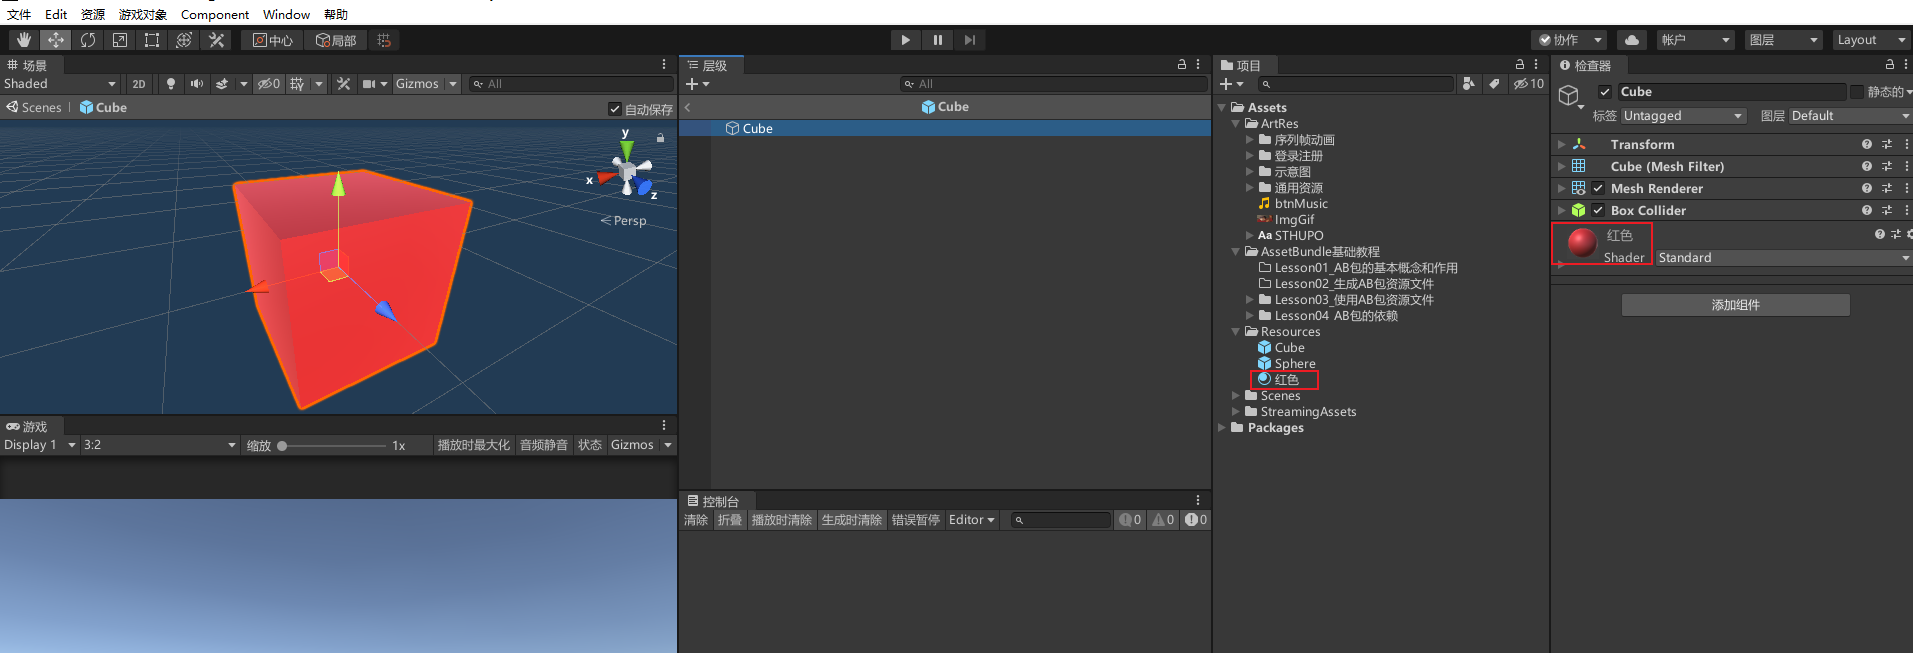 文件 Edit 资源 游戏对象 Component Window 帮助
中心 局部 协作 帐户 图层 Layout
场景
Shaded 2D 0 Gizmos All
Scenes Cube 自动保存
y
x
z
Persp
游戏
Display 1 3:2 缩放 1x 播放时最大化 音频静音 状态 Gizmos
层级
All
Cube
Cube
控制台
清除 折叠 播放时清除 生成时清除 错误暂停 Editor 0 0 0
项目
10
Assets
ArtRes
序列帧动画
登录注册
示意图
通用资源
btnMusic
ImgGif
Aa STHUPO
AssetBundle基础教程
Lesson01_AB包的基本概念和作用
Lesson02_生成AB包资源文件
Lesson03_使用AB包资源文件
Lesson04 AB包的依赖
Resources
Cube
Sphere
红色
Scenes
StreamingAssets
Packages
检查器
Cube 静态的
标签 Untagged 图层 Default
Transform
Cube (Mesh Filter)
Mesh Renderer
Box Collider
红色
Shader Standard
添加组件